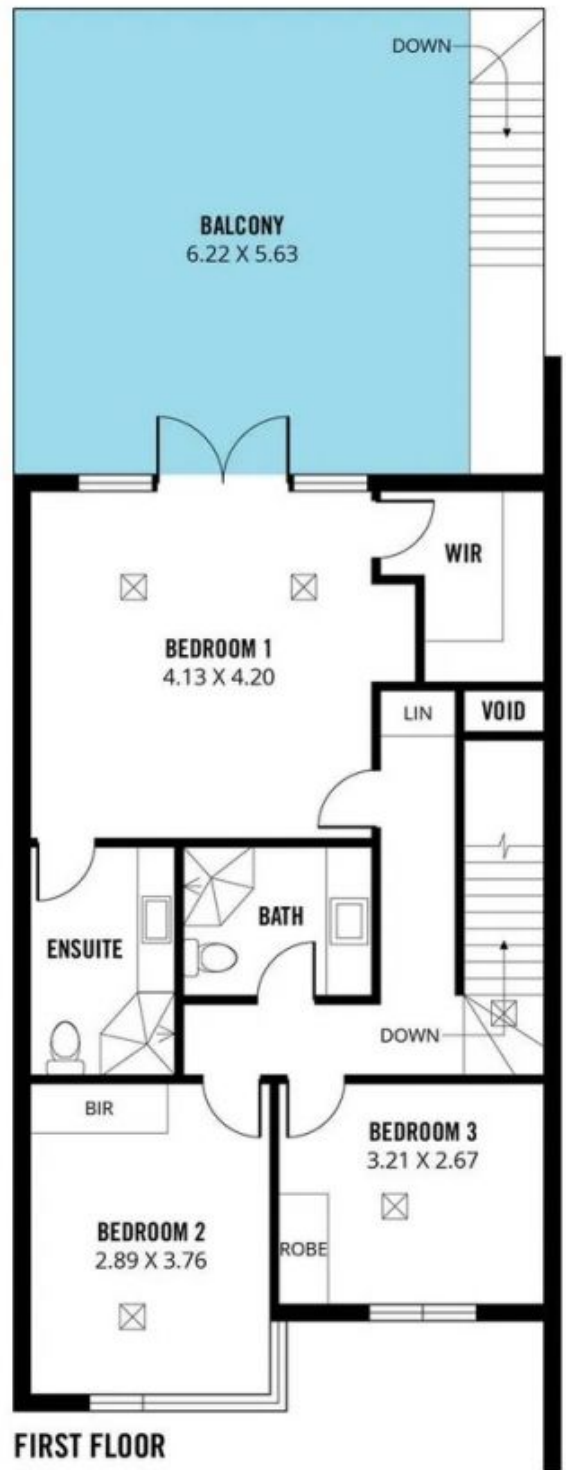 DOWN
BALCONY
6.22 X 5.63
WIR
BEDROOM 1
4.13 X 4.20
LIN
VOID
BATH
ENSUITE
DOWN
BIR
BEDROOM 3
3.21 X 2.67
BEDROOM 2
2.89 X 3.76
ROBE
FIRST FLOOR